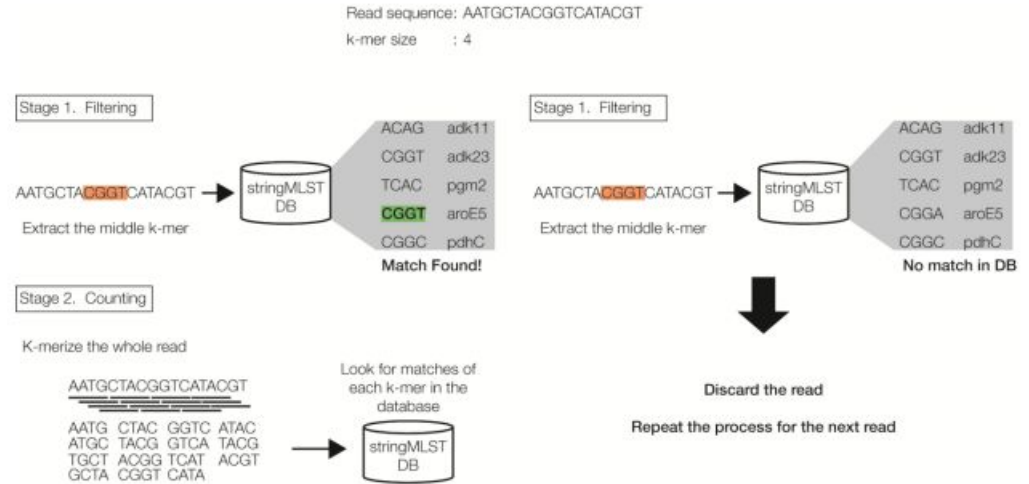 Read sequence: AATGCTACGGTCATACGT
k-mer size : 4
Stage 1. Filtering
AATGCTACGGTCATACGT
Extract the middle k-mer
stringMLST
DB
ACAG adk11
CGGT adk23
TCAC pgm2
CGGT aroE5
CGGC pdhC
Match Found!
Stage 2. Counting
K-merize the whole read
AATGCTACGGTCATACGT
AATG CTAC GGTC ATAC
ATGC TACG GTCA TACG
TGCT ACGG TCAT ACGT
GCTA CGGT CATA
Look for matches of
each k-mer in the
database
stringMLST
DB
Stage 1. Filtering
AATGCTACGGTCATACGT
Extract the middle k-mer
stringMLST
DB
ACAG adk11
CGGT adk23
TCAC pgm2
CGGA aroE5
CGGC pdhC
No match in DB
Discard the read
Repeat the process for the next read